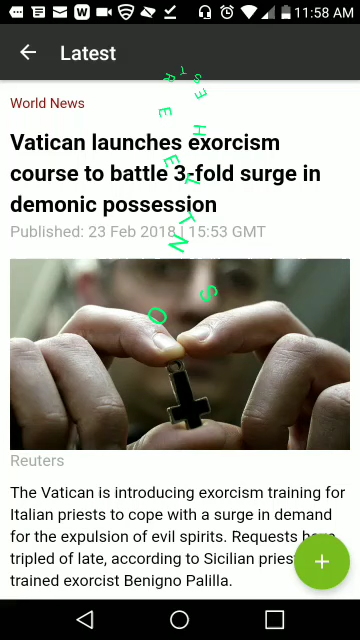 11:58 AM
Latest
World News
Vatican launches exorcism
course to battle 3-fold surge in
demonic possession
Published: 23 Feb 2018 | 15:53 GMT
Reuters
The Vatican is introducing exorcism training for
Italian priests to cope with a surge in demand
for the expulsion of evil spirits. Requests have
tripled of late, according to Sicilian
trained exorcist Benigno Palilla.